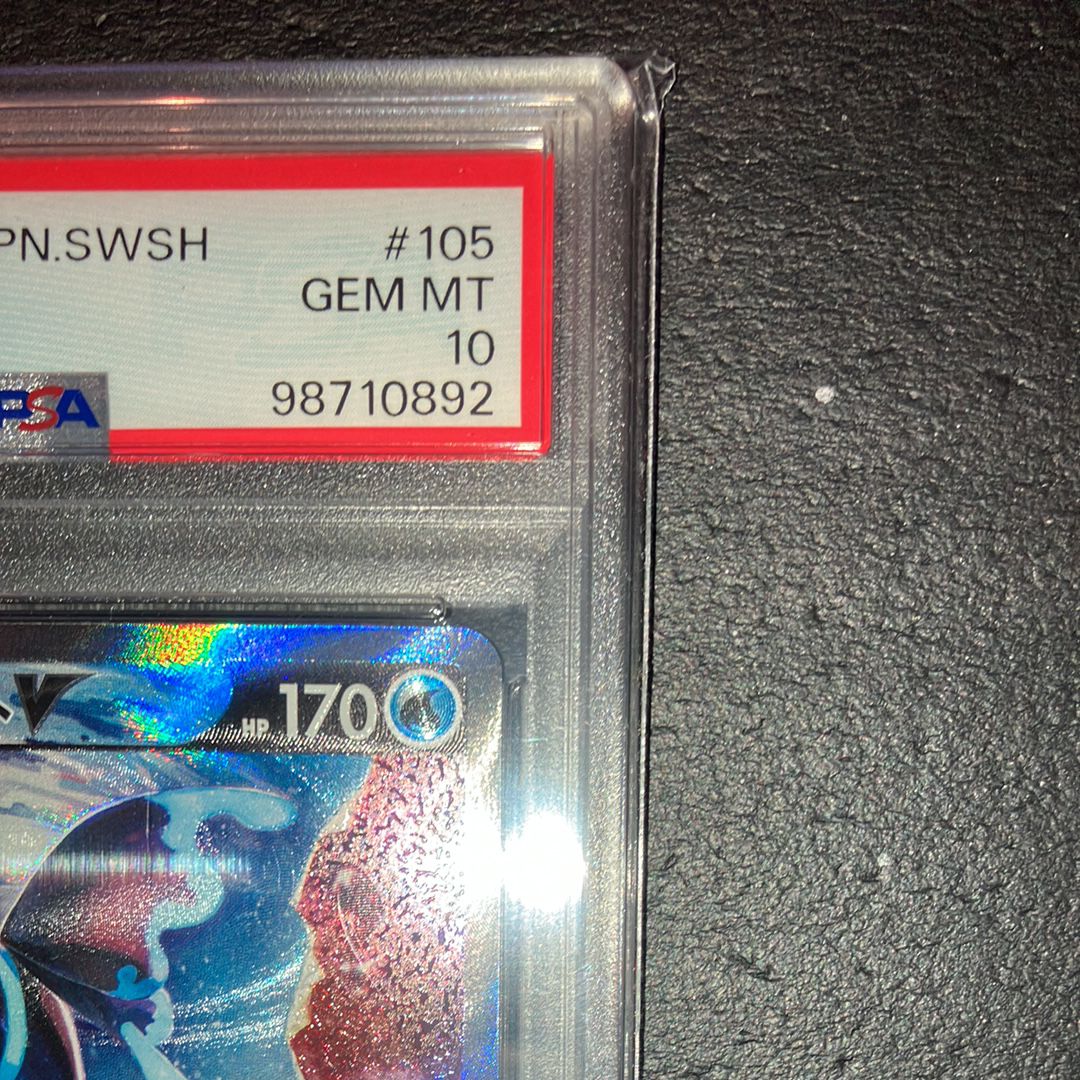 PN.SWSH #105
GEM MT
10
98710892
PSA
V HP 170